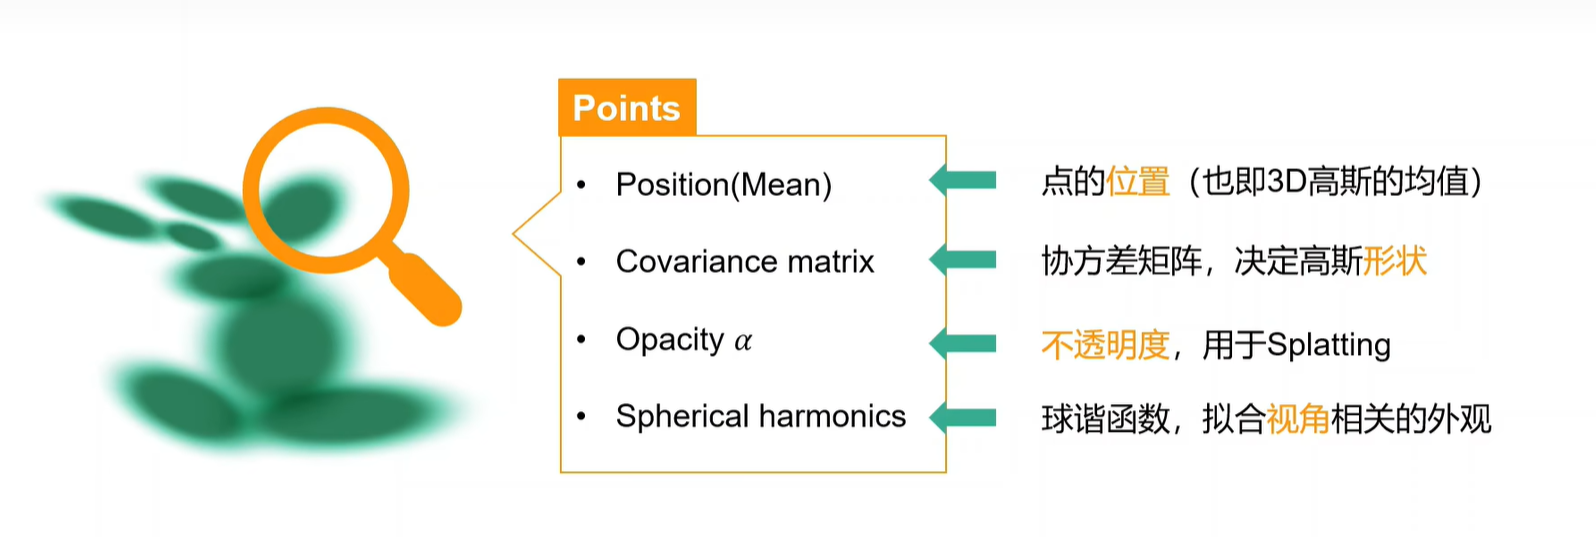 Points
• Position(Mean)
点的位置（也即3D高斯的均值）
• Covariance matrix
协方差矩阵，决定高斯形状
• Opacity α
不透明度，用于Splatting
• Spherical harmonics
球谐函数，拟合视角相关的外观